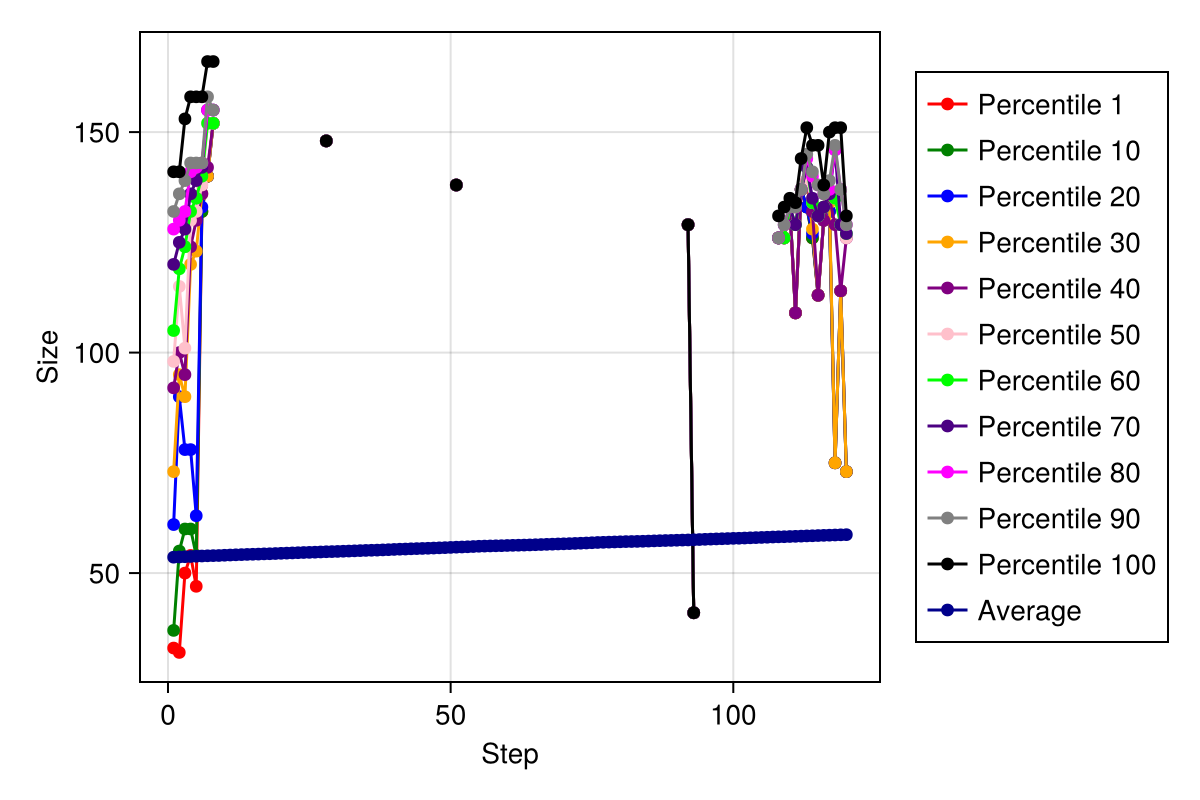 150
100
50
Size
0
50
100
Step
Percentile 1
Percentile 10
Percentile 20
Percentile 30
Percentile 40
Percentile 50
Percentile 60
Percentile 70
Percentile 80
Percentile 90
Percentile 100
Average